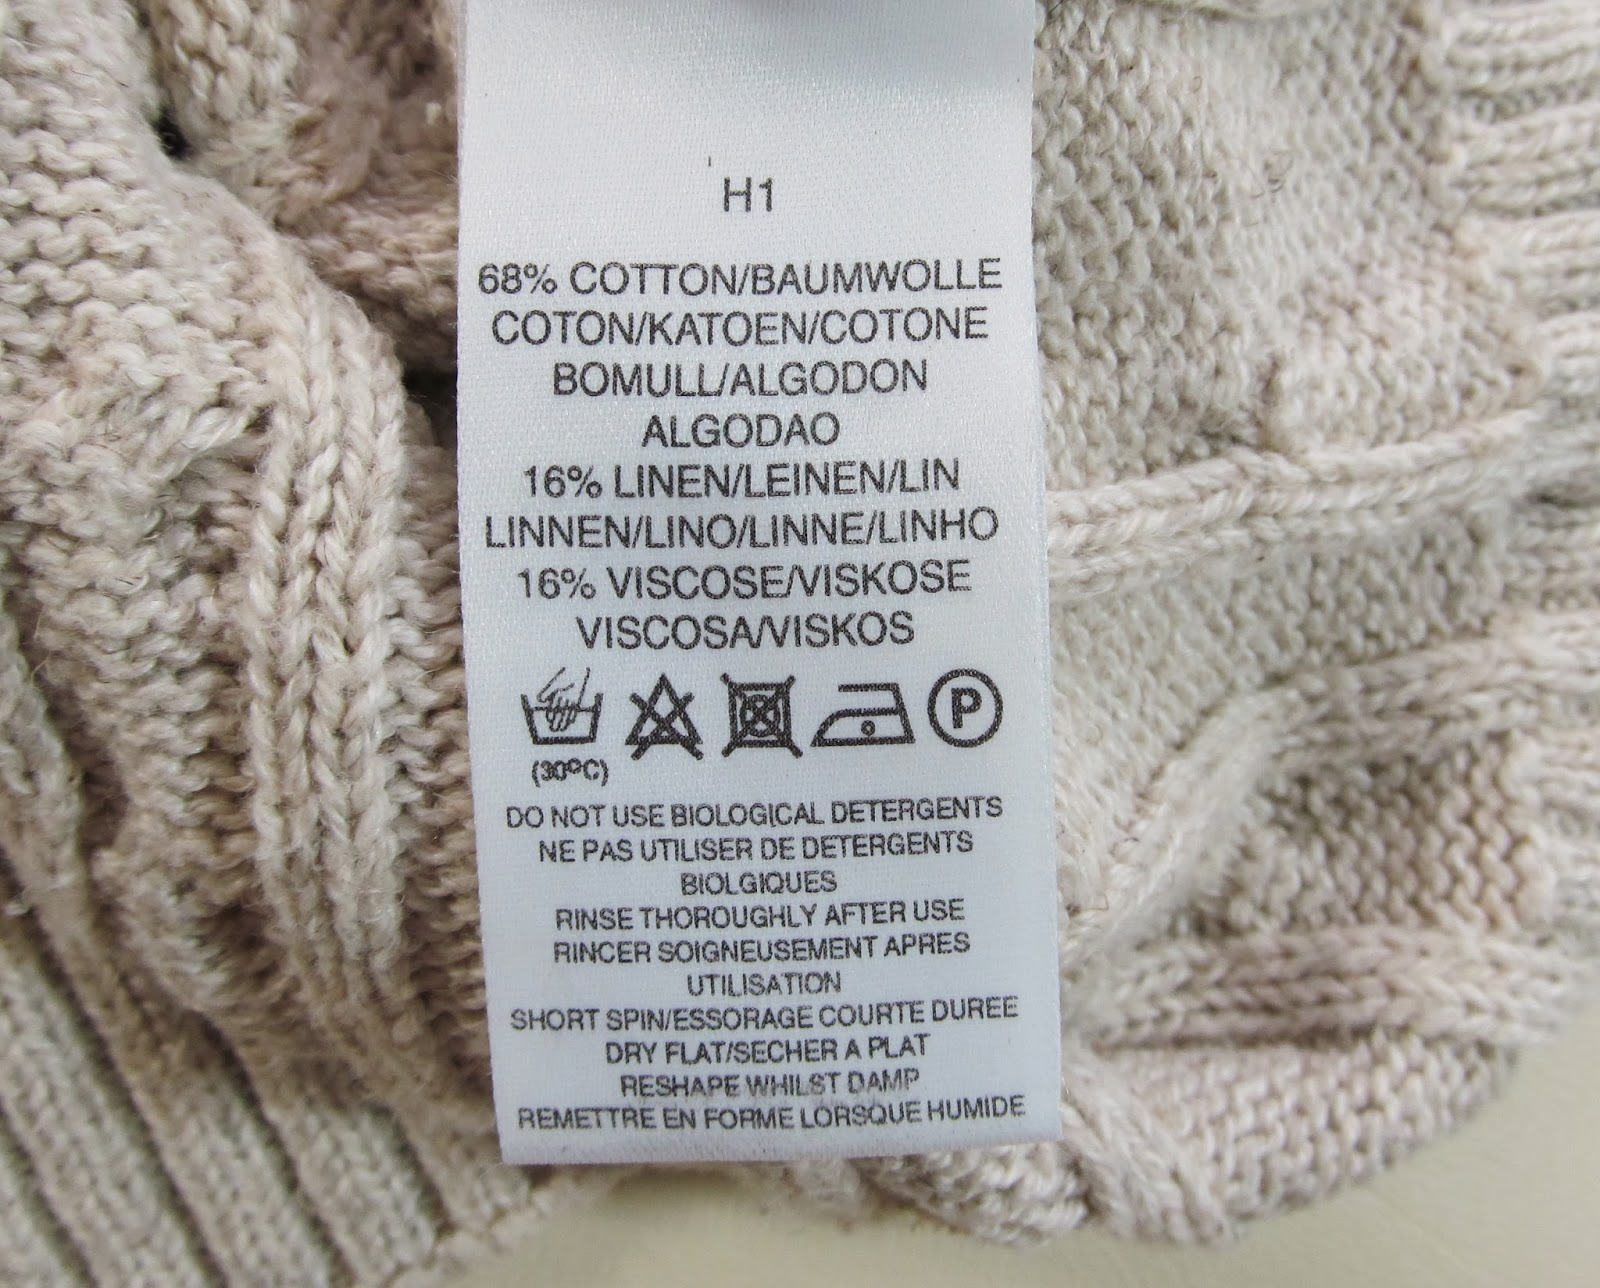 H1
68% COTTON/BAUMWOLLE
COTON/KATOEN/COTONE
BOMULL/ALGODON
ALGODAO
16% LINEN/LEINEN/LIN
LINNEN/LINO/LINNE/LINHO
16% VISCOSE/VISKOSE
VISCOSA/VISKOS
P
(30ºC)
DO NOT USE BIOLOGICAL DETERGENTS
NE PAS UTILISER DE DETERGENTS
BIOLGIQUES
RINSE THOROUGHLY AFTER USE
RINCER SOIGNEUSEMENT APRES
UTILISATION
SHORT SPIN/ESSORAGE COURTE DUREE
DRY FLAT/SECHER A PLAT
RESHAPE WHILST DAMP
REMETTRE EN FORME LORSQUE HUMIDE